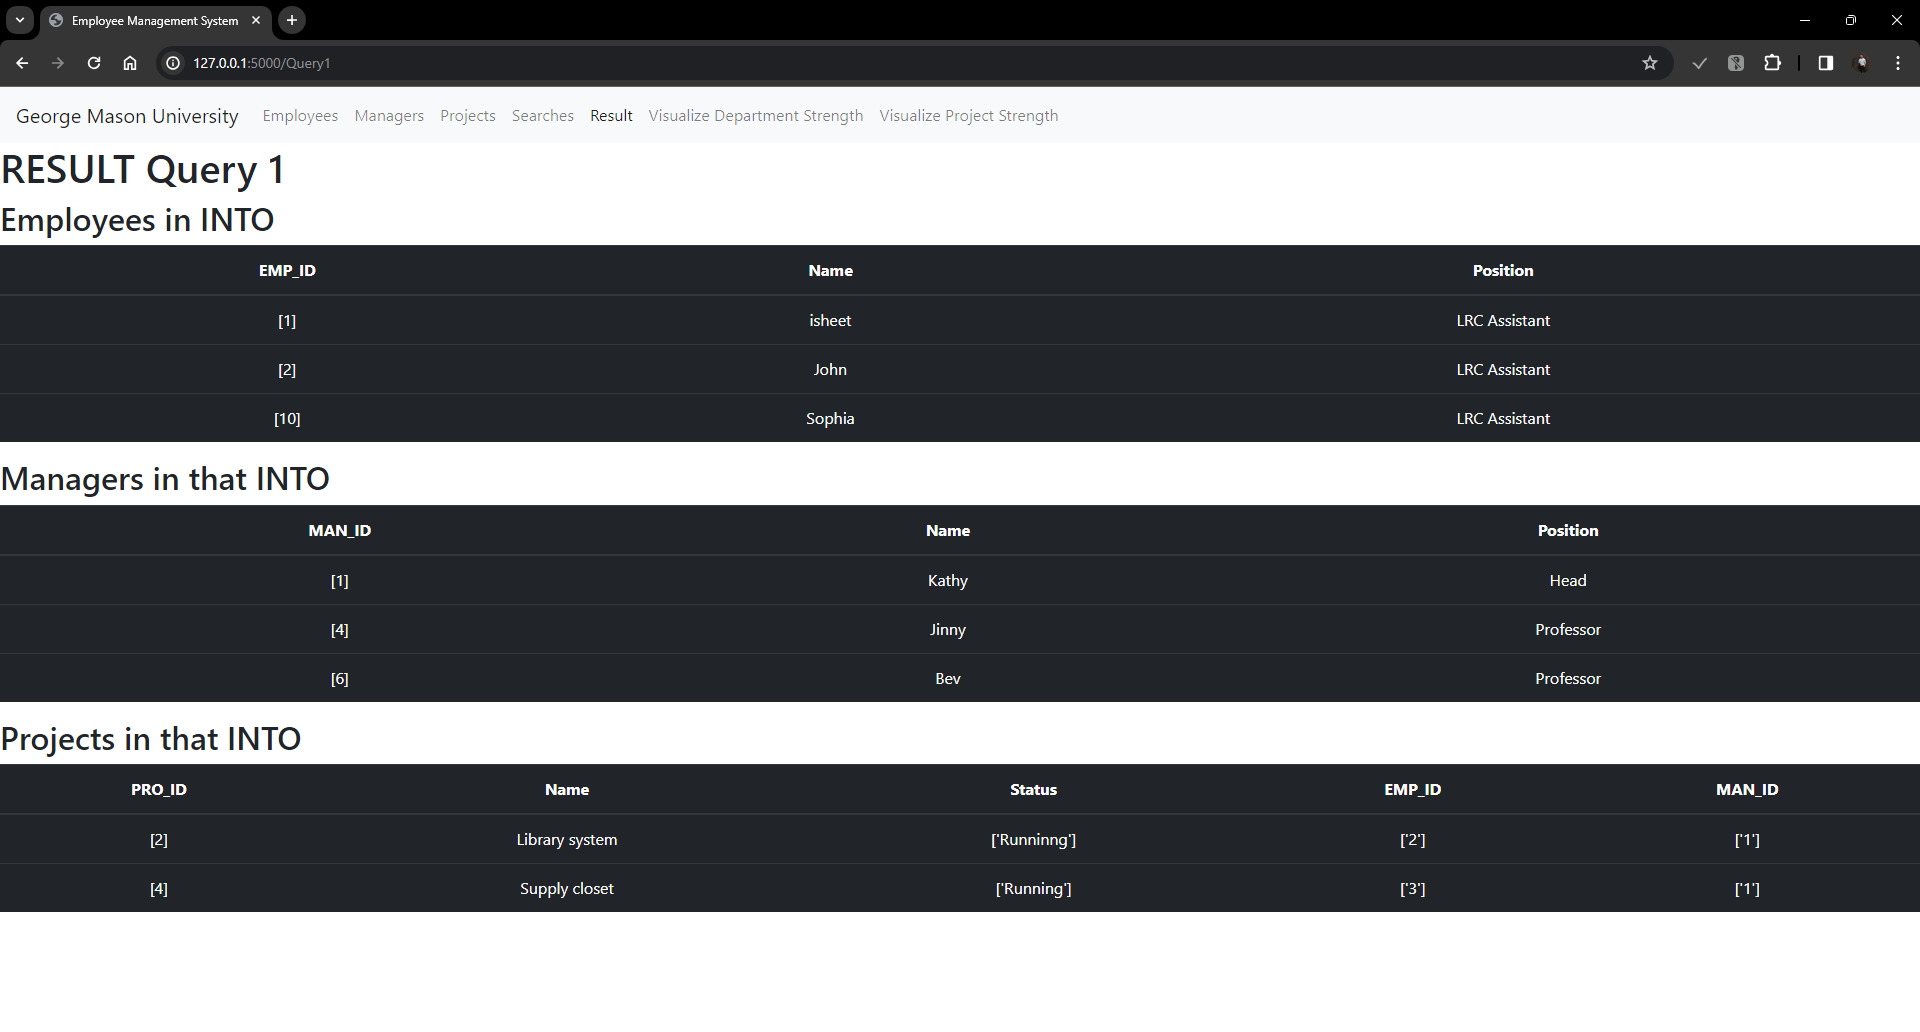 Employee Management System
127.0.0.1:5000/Query1
George Mason University Employees Managers Projects Searches Result Visualize Department Strength Visualize Project Strength
RESULT Query 1
Employees in INTO
EMP_ID Name Position
[1] isheet LRC Assistant
[2] John LRC Assistant
[10] Sophia LRC Assistant
Managers in that INTO
MAN_ID Name Position
[1] Kathy Head
[4] Jinny Professor
[6] Bev Professor
Projects in that INTO
PRO_ID Name Status EMP_ID MAN_ID
[2] Library system ['Runninng'] ['2'] ['1']
[4] Supply closet ['Running'] ['3'] ['1']